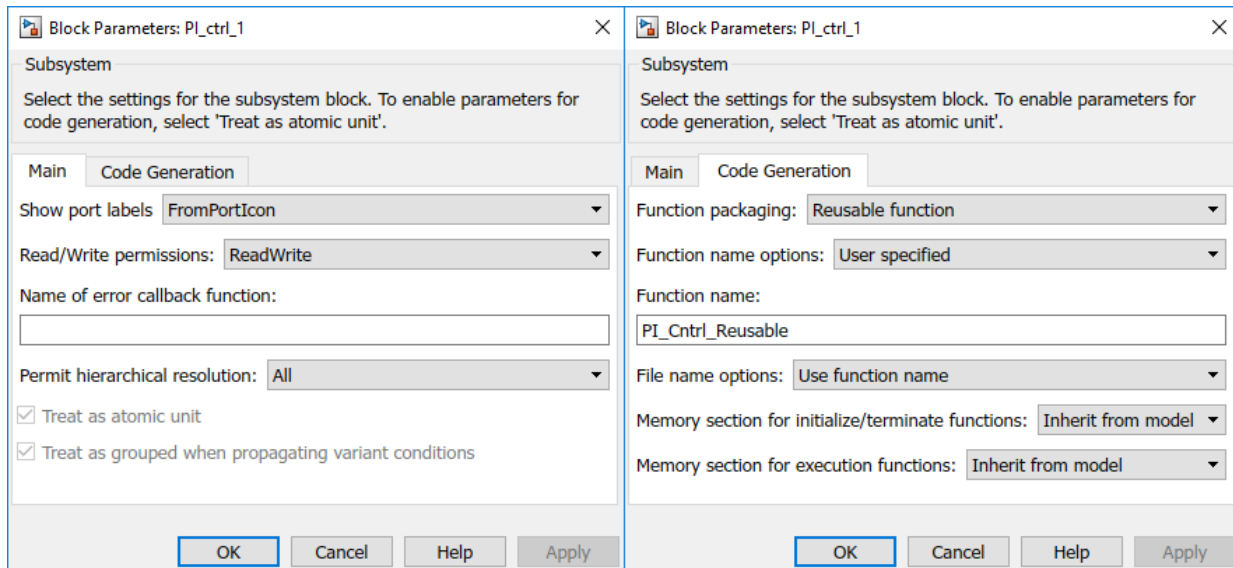 Block Parameters: PI_ctrl_1
Subsystem
Select the settings for the subsystem block. To enable parameters for
code generation, select 'Treat as atomic unit'.
Main
Code Generation
Show port labels FromPortIcon
Read/Write permissions: ReadWrite
Name of error callback function:
Permit hierarchical resolution: All
Treat as atomic unit
Treat as grouped when propagating variant conditions
OK
Cancel
Help
Apply
Block Parameters: PI_ctrl_1
Subsystem
Select the settings for the subsystem block. To enable parameters for
code generation, select 'Treat as atomic unit'.
Main
Code Generation
Function packaging: Reusable function
Function name options: User specified
Function name:
PI_Cntrl_Reusable
File name options: Use function name
Memory section for initialize/terminate functions: Inherit from model
Memory section for execution functions: Inherit from model
OK
Cancel
Help
Apply